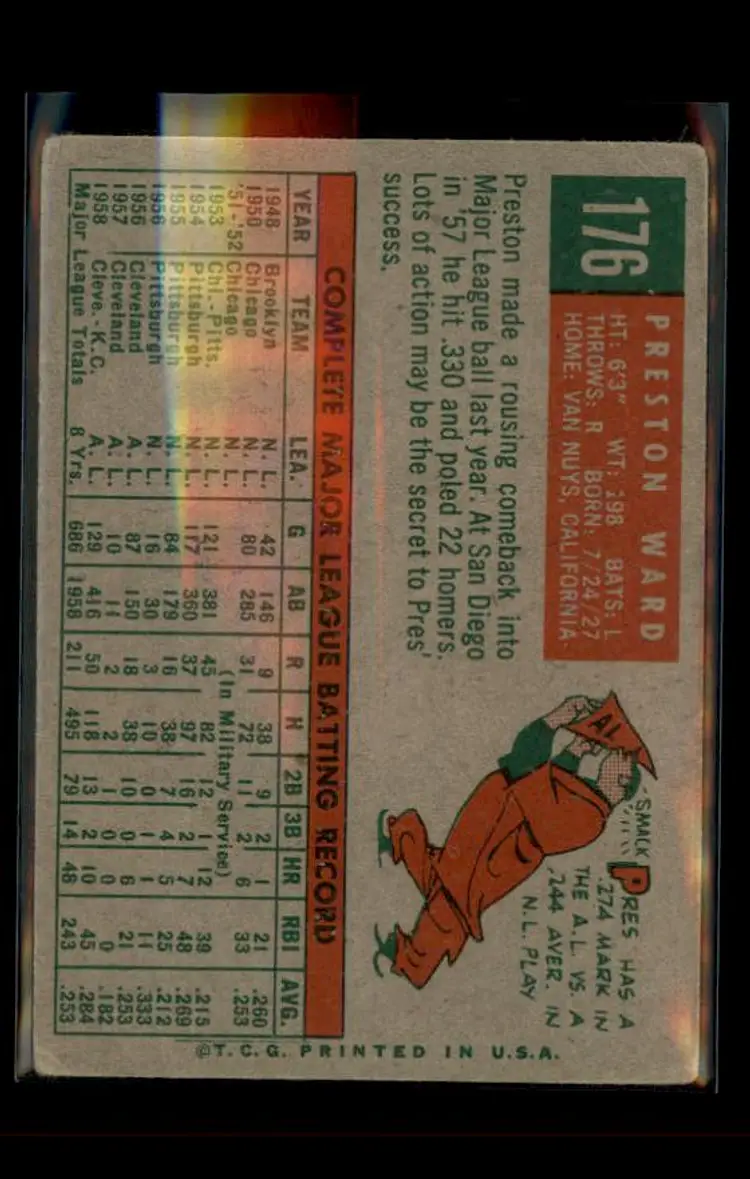 176
PRESTON WARD
HT: 6'3" WT: 198 BATS: L
THROWS: R BORN: 7/24/27
HOME: VAN NUYS, CALIFORNIA
Preston made a rousing comeback into
Major League ball last year. At San Diego
in '57 he hit .330 and poled 22 homers.
Lots of action may be the secret to Pres'
success.
AL
SMACK
PRES HAS A
.274 MARK IN
THE A.L. VS. A
.244 AVER. IN
N.L. PLAY
COMPLETE MAJOR LEAGUE BATTING RECORD
YEAR TEAM LEA. G AB R H 2B 3B HR RBI AVG.
1948 Brooklyn N. L. 42 146 9 38 9 2 1 21 .260
1950 Chicago N. L. 80 285 31 72 11 2 6 33 .253
'51-'52 Chicago N. L. (In Military Service)
1953 Chi.-Pitts. N. L. 121 381 45 82 12 1 12 39 .215
1954 Pittsburgh N. L. 117 360 37 97 16 2 7 48 .269
1955 Pittsburgh N. L. 84 179 16 38 7 4 5 25 .212
1956 Pittsburgh N. L. 16 30 3 10 0 1 1 11 .333
1956 Cleveland A. L. 87 150 18 38 10 0 6 21 .253
1957 Cleveland A. L. 10 11 2 2 1 0 0 0 .182
1958 Cleve.-K.C. A. L. 129 416 50 118 13 2 10 45 .284
Major League Totals 8 Yrs. 686 1958 211 495 79 14 48 243 .253
©T.C.G. PRINTED IN U.S.A.